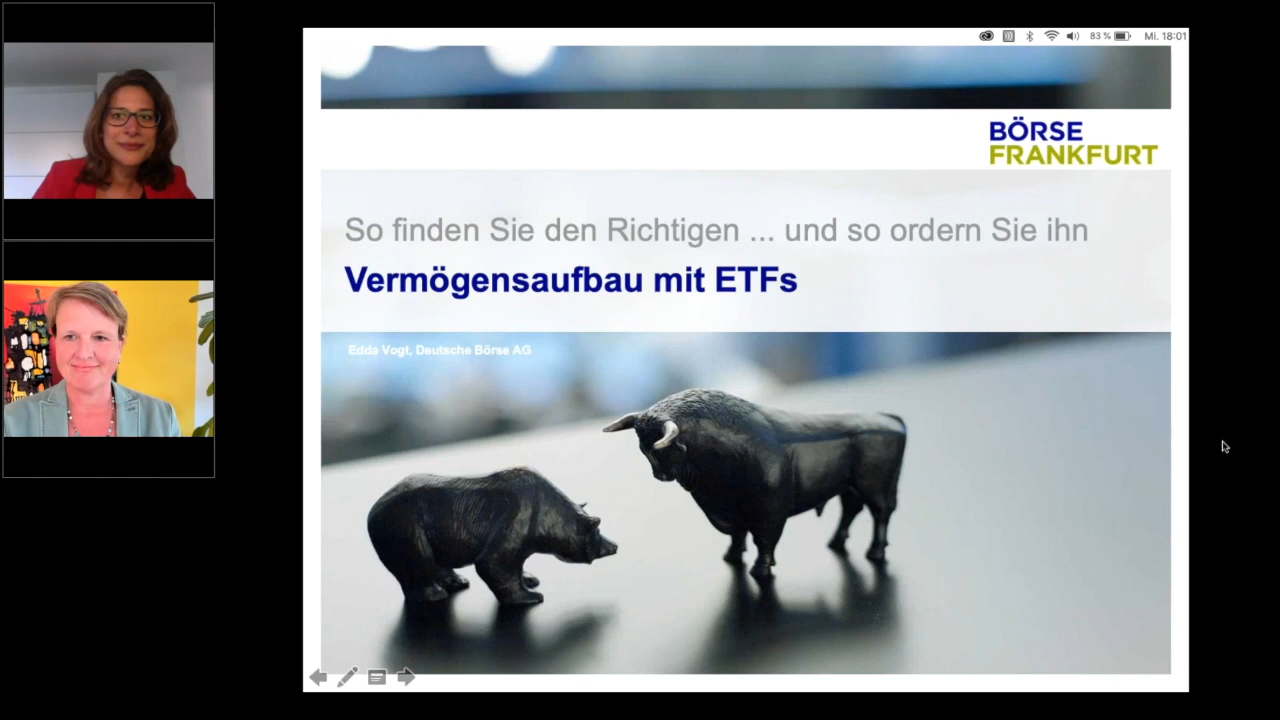 83 %
Mi. 18:01
BÖRSE
FRANKFURT
So finden Sie den Richtigen ... und so ordern Sie ihn
Vermögensaufbau mit ETFs
Edda Vogt, Deutsche Börse AG